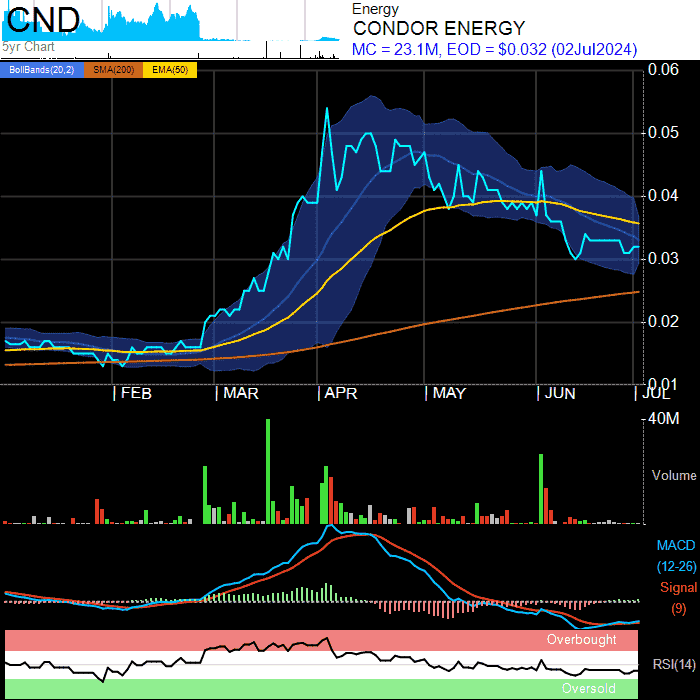 CND
5yr Chart
Energy
CONDOR ENERGY
MC = 23.1M, EOD = $0.032 (02Jul2024)
BollBands(20,2) SMA(200) EMA(50)
0.06
0.05
0.04
0.03
0.02
0.01
FEB MAR APR MAY JUN JUL
40M
Volume
MACD
(12-26)
Signal
(9)
Overbought
RSI(14)
Oversold